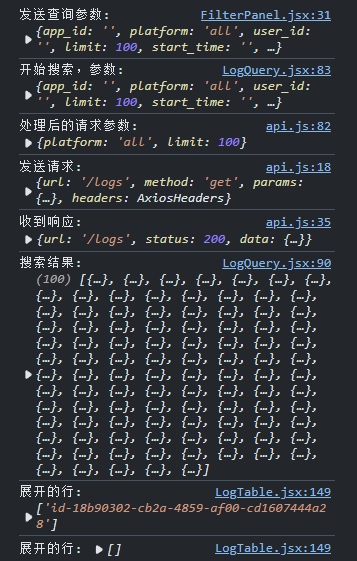 发送查询参数: FilterPanel.jsx:31
{app_id: '', platform: 'all', user_id:
'', limit: 100, start_time: '', …}
开始搜索，参数: LogQuery.jsx:83
{app_id: '', platform: 'all', user_id:
'', limit: 100, start_time: '', …}
处理后的请求参数: api.js:82
{platform: 'all', limit: 100}
发送请求: api.js:18
{url: '/logs', method: 'get', params:
{…}, headers: AxiosHeaders}
收到响应: api.js:35
{url: '/logs', status: 200, data: {…}}
搜索结果: LogQuery.jsx:90
(100) [{…}, {…}, {…}, {…}, {…}, {…}, {…},
{…}, {…}, {…}, {…}, {…}, {…}, {…}, {…},
{…}, {…}, {…}, {…}, {…}, {…}, {…}, {…},
{…}, {…}, {…}, {…}, {…}, {…}, {…}, {…},
{…}, {…}, {…}, {…}, {…}, {…}, {…}, {…},
{…}, {…}, {…}, {…}, {…}, {…}, {…}, {…},
{…}, {…}, {…}, {…}, {…}, {…}, {…}, {…},
{…}, {…}, {…}, {…}, {…}, {…}, {…}, {…},
{…}, {…}, {…}, {…}, {…}, {…}, {…}, {…},
{…}, {…}, {…}, {…}, {…}, {…}, {…}, {…},
{…}, {…}, {…}, {…}, {…}, {…}, {…}, {…},
{…}, {…}, {…}, {…}, {…}, {…}, {…}, {…},
{…}, {…}, {…}, {…}, {…}]
展开的行: LogTable.jsx:149
['id-18b90302-cb2a-4859-af00-cd1607444a2
8']
展开的行: [] LogTable.jsx:149